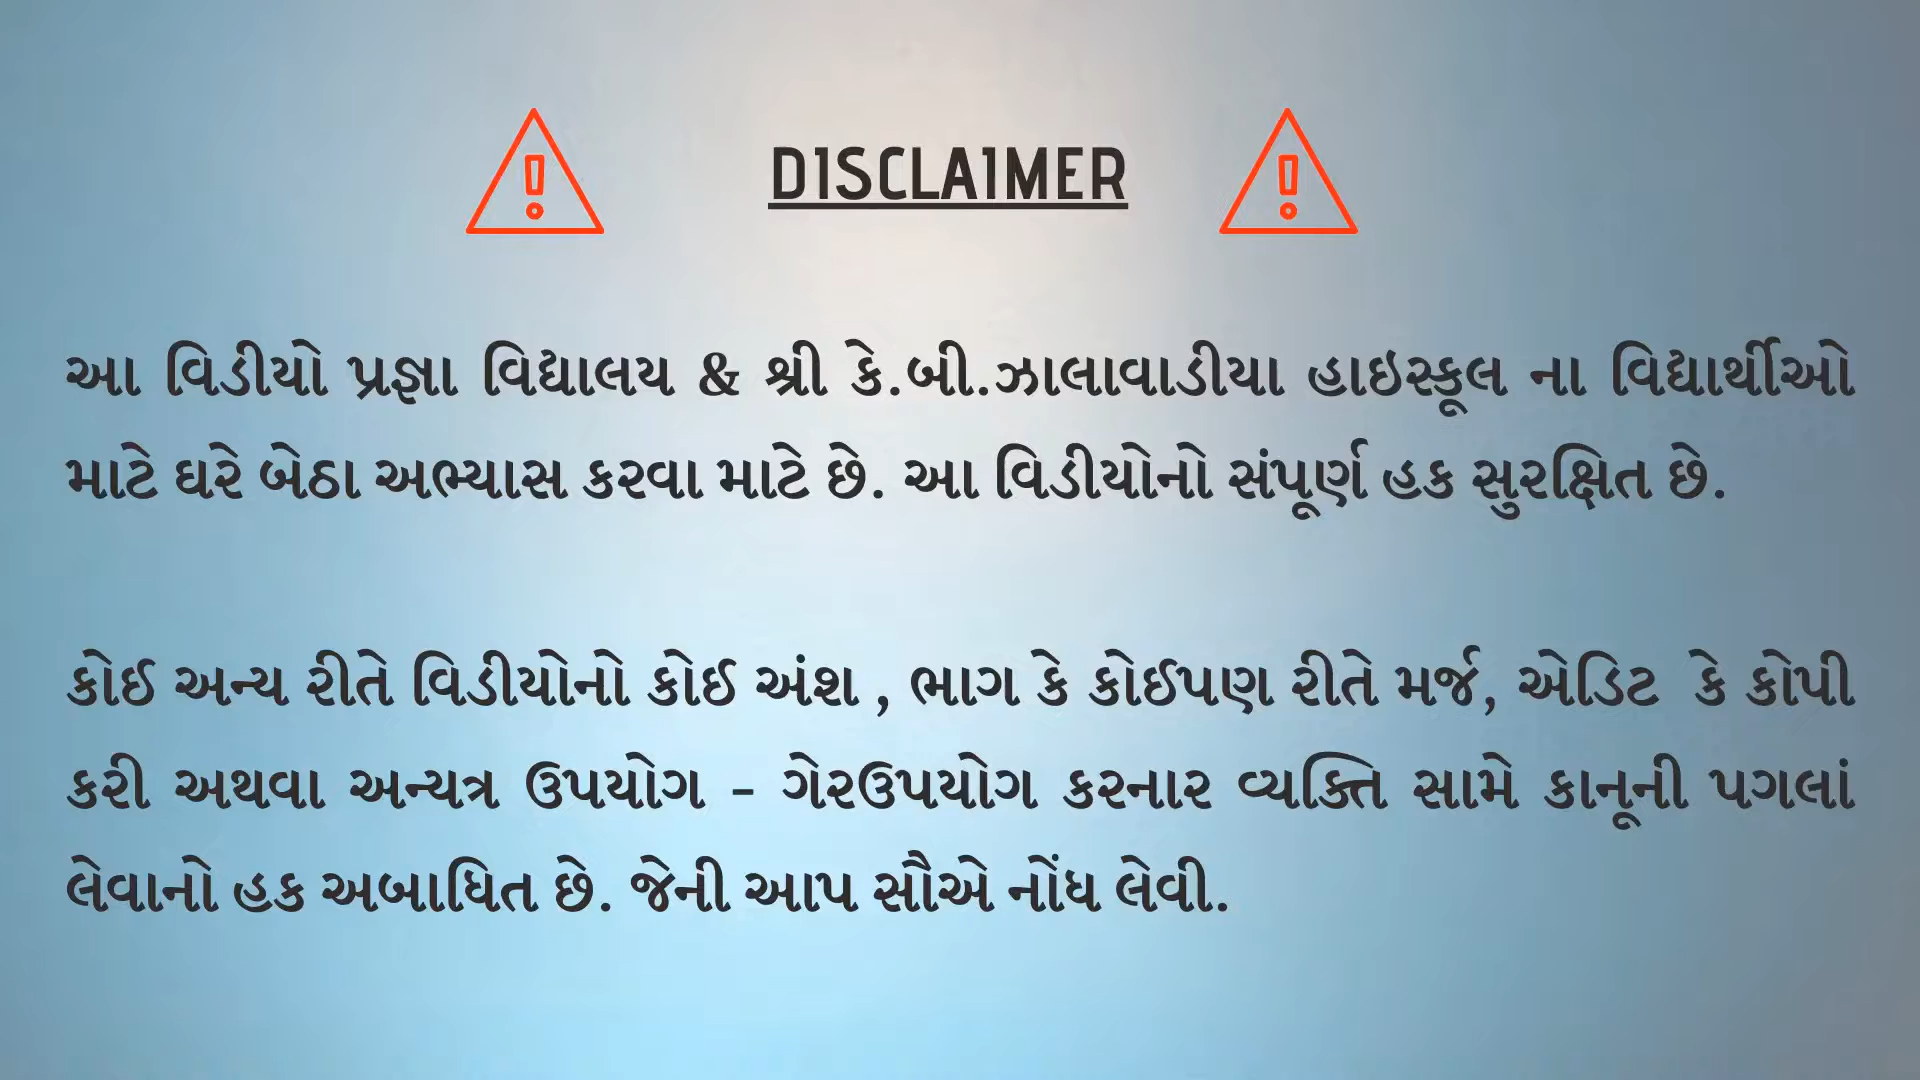 DISCLAIMER
આ વિડીયો પ્રજ્ઞા વિદ્યાલય & શ્રી કે.બી.ઝાલાવાડીયા હાઇસ્કૂલ ના વિદ્યાર્થીઓ
માટે ઘરે બેઠા અભ્યાસ કરવા માટે છે. આ વિડીયોનો સંપૂર્ણ હક સુરક્ષિત છે.
કોઈ અન્ય રીતે વિડીયોનો કોઈ અંશ , ભાગ કે કોઈપણ રીતે મર્જ, એડિટ કે કોપી
કરી અથવા અન્યત્ર ઉપયોગ - ગેરઉપયોગ કરનાર વ્યક્તિ સામે કાનૂની પગલાં
લેવાનો હક અબાધિત છે. જેની આપ સૌએ નોંધ લેવી.